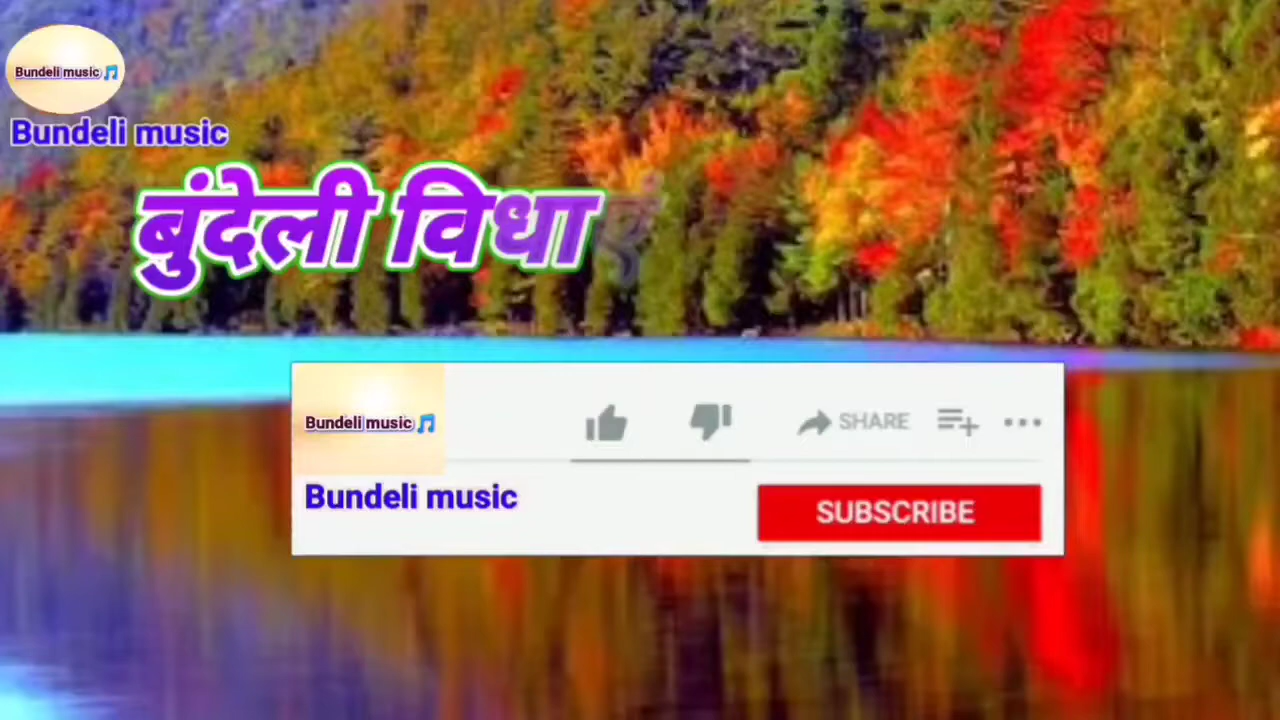 Bundeli music🎵
Bundeli music
बुंदेली विधा
Bundeli music🎵
SHARE
Bundeli music
SUBSCRIBE